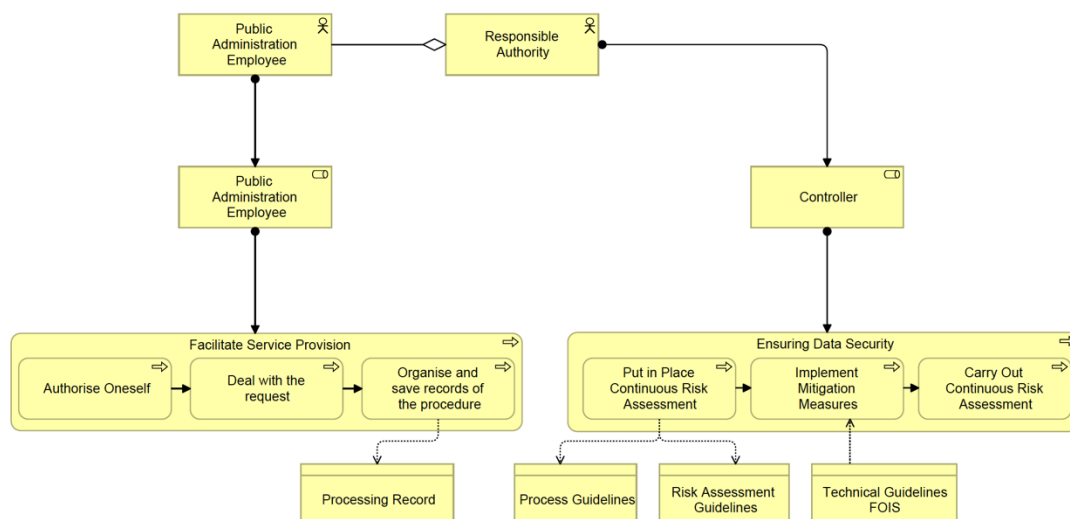 Public
Administration
Employee
Responsible
Authority
Public
Administration
Employee
Controller
Facilitate Service Provision
Authorise Oneself
Deal with the
request
Organise and
save records of
the procedure
Ensuring Data Security
Put in Place
Continuous Risk
Assessment
Implement
Mitigation
Measures
Carry Out
Continuous Risk
Assessment
Processing Record
Process Guidelines
Risk Assessment
Guidelines
Technical Guidelines
FOIS